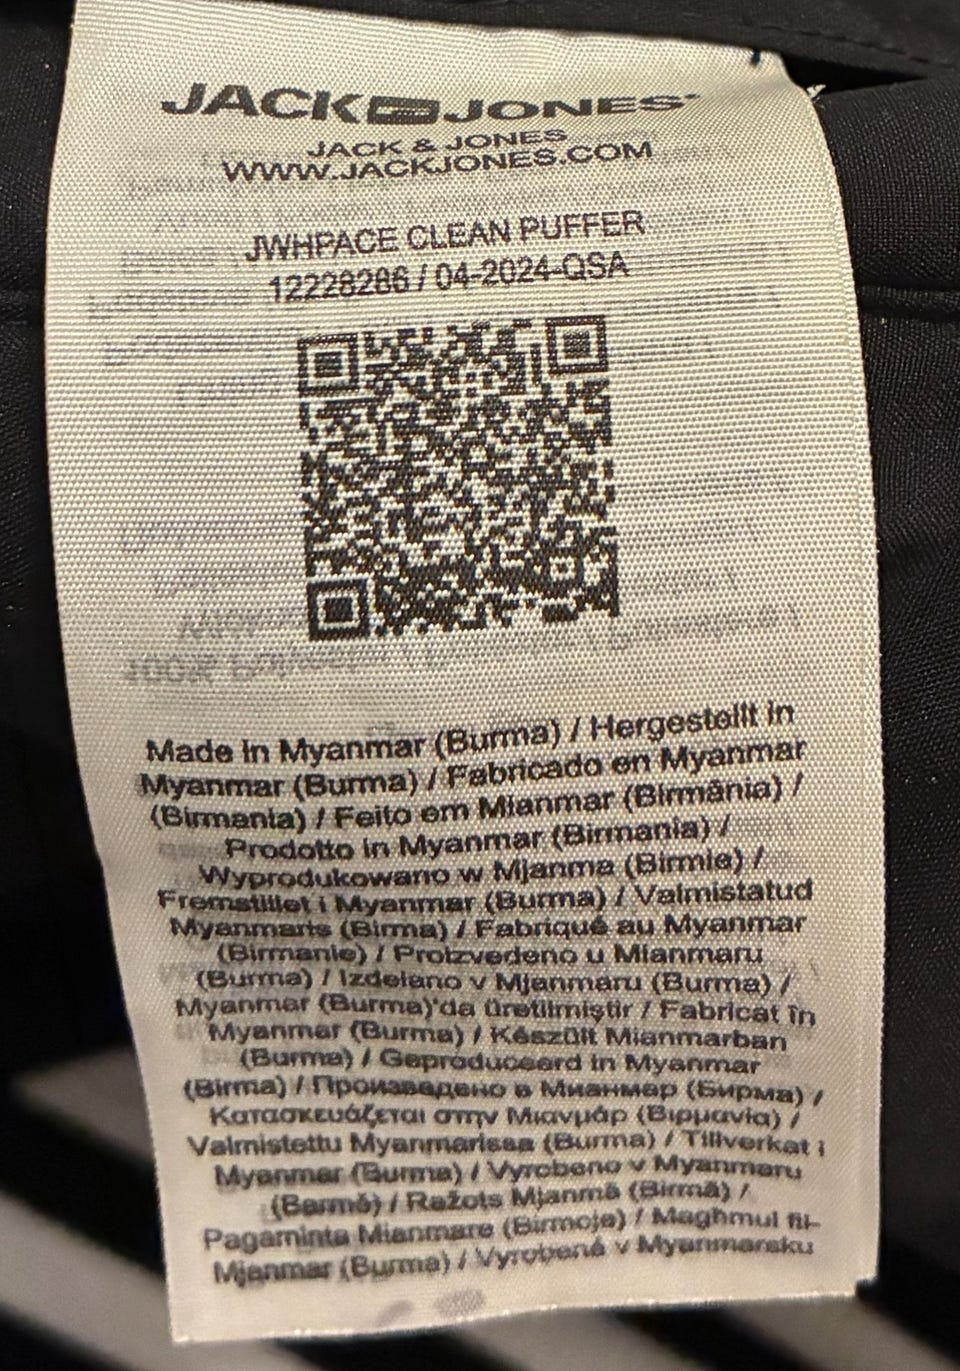 JACK JONES
JACK & JONES
WWW.JACKJONES.COM
JWHPACE CLEAN PUFFER
12228286 / 04-2024-QSA
Made in Myanmar (Burma) / Hergestellt in
Myanmar (Burma) / Fabricado en Myanmar
(Birmania) / Feito em Mianmar (Birmânia) /
Prodotto in Myanmar (Birmania) /
Wyprodukowano w Mjanma (Birmie) /
Fremstillet i Myanmar (Burma) / Valmistatud
Myanmaris (Birma) / Fabriqué au Myanmar
(Birmanie) / Proizvedeno u Mianmaru
(Burma) / Izdelano v Mjanmaru (Burma) /
Myanmar (Burma)'da üretilmiştir / Fabricat în
Myanmar (Burma) / Készült Mianmarban
(Burma) / Geproduceerd in Myanmar
(Birma) / Произведено в Мианмар (Бирма) /
Κατασκευάζεται στην Μιανμάρ (Βιρμανία) /
Valmistettu Myanmarissa (Burma) / Tillverkat i
Myanmar (Burma) / Vyrobeno v Myanmaru
(Barmě) / Ražots Mjanmā (Birmā) /
Pagaminta Mianmare (Birmoje) / Magħmul fil-
Mjanmar (Burma) / Vyrobené v Myanmarsku